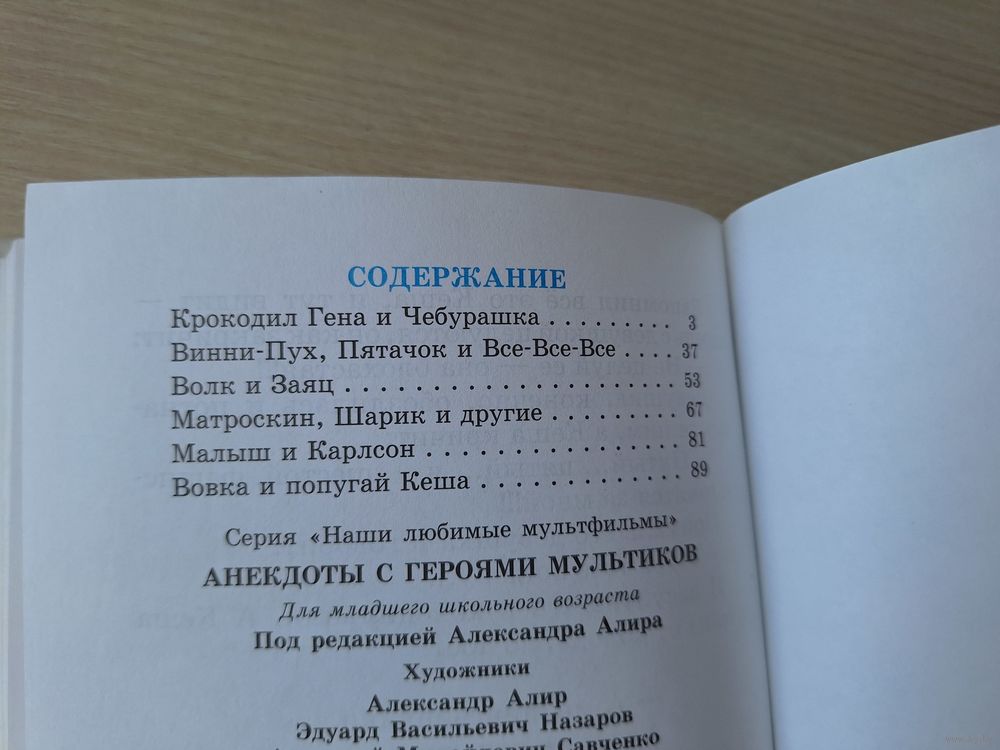 СОДЕРЖАНИЕ
Крокодил Гена и Чебурашка . . . . . . . . . 3
Винни-Пух, Пятачок и Все-Все-Все . . . . 37
Волк и Заяц . . . . . . . . . . . . . . . . 53
Матроскин, Шарик и другие . . . . . . . . . 67
Малыш и Карлсон . . . . . . . . . . . . . . 81
Вовка и попугай Кеша . . . . . . . . . . . 89
Серия «Наши любимые мультфильмы»
АНЕКДОТЫ С ГЕРОЯМИ МУЛЬТИКОВ
Для младшего школьного возраста
Под редакцией Александра Алира
Художники
Александр Алир
Эдуард Васильевич Назаров
Савченко